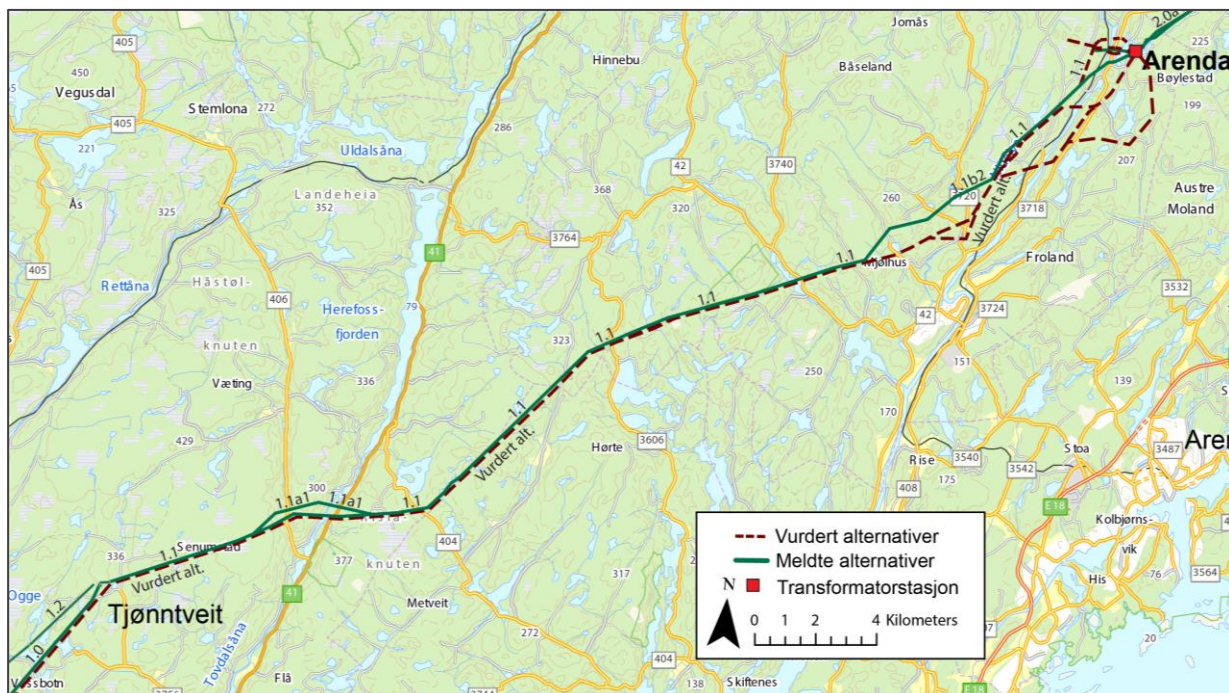 405
450
Vegusdal
Stemlona
272
405
405
221
Ås
325
Uldalsåna
Landeheia
352
286
Hinnebu
42
368
320
3740
3764
Jomås
Båseland
2.0a
225
Arenda
Bøylestad
199
1.1
1.1
207
1.1b2
3720
Vurdert alt.
3718
260
Austre
Moland
Froland
Mjølhus
3532
405
Rettåna
Håstøl-
knuten
406
41
79
Herefoss-
fjorden
1.1
1.1
1.1
323
42
3724
151
336
Væting
429
250
139
170
1.1
Vurdert alt.
Hørte
3606
Rise
3540
3542
Stoa
3487
Aren
408
175
E 18
Kolbjørns-
vik
300
1.1a1
1.1a1
1.1
404
377
knuten
336
Senumstad
1.1
Vurdert alt.
Ogge
1.2
1.0
Tjønntveit
41
Metveit
317
272
Tovdalsåna
Flå
404
138
Skiftenes
His
76
3564
20
E 18
Vurdert alternativer
Meldte alternativer
Transformatorstasjon
N
0 1 2 4 Kilometers